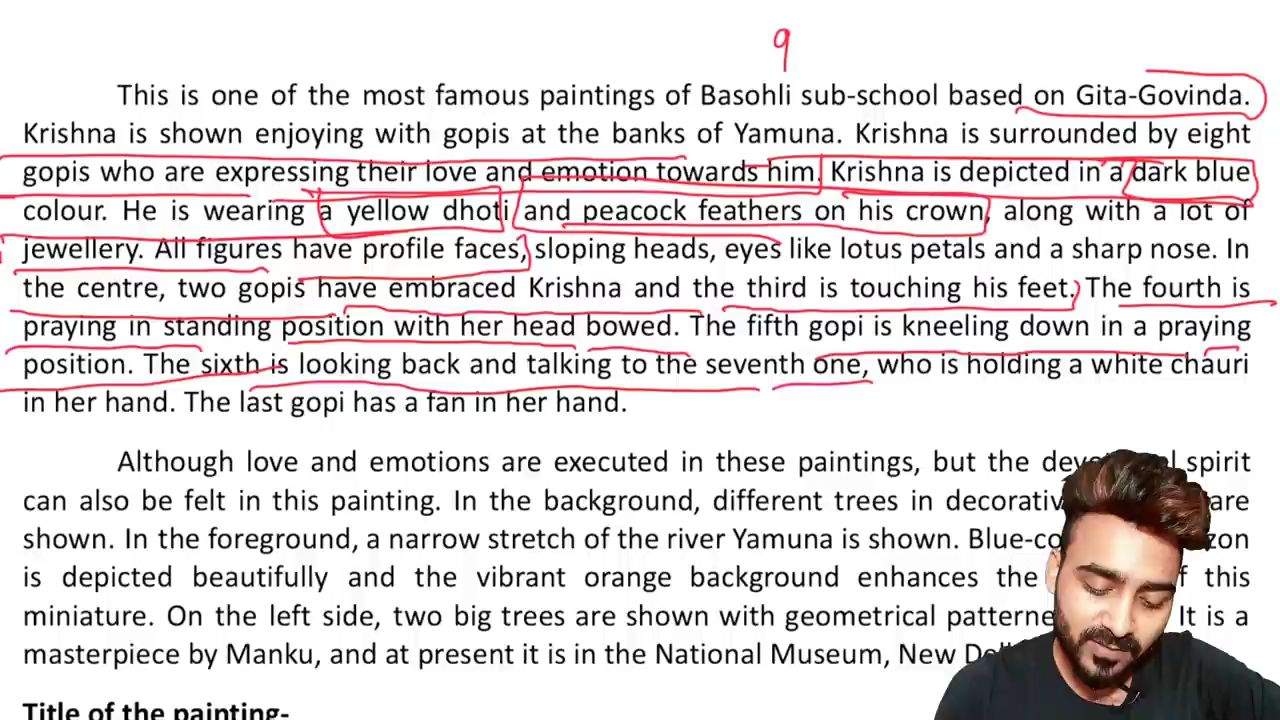 9
This is one of the most famous paintings of Basohli sub-school based on Gita-Govinda.
Krishna is shown enjoying with gopis at the banks of Yamuna. Krishna is surrounded by eight
gopis who are expressing their love and emotion towards him. Krishna is depicted in a dark blue
colour. He is wearing a yellow dhoti and peacock feathers on his crown, along with a lot of
jewellery. All figures have profile faces, sloping heads, eyes like lotus petals and a sharp nose. In
the centre, two gopis have embraced Krishna and the third is touching his feet. The fourth is
praying in standing position with her head bowed. The fifth gopi is kneeling down in a praying
position. The sixth is looking back and talking to the seventh one, who is holding a white chauri
in her hand. The last gopi has a fan in her hand.
Although love and emotions are executed in these paintings, but the spirit
can also be felt in this painting. In the background, different trees in are
shown. In the foreground, a narrow stretch of the river Yamuna is shown.
is depicted beautifully and the vibrant orange background enhances the this
miniature. On the left side, two big trees are shown with geometrical It is a
masterpiece by Manku, and at present it is in the National Museum, New
Title of the painting-